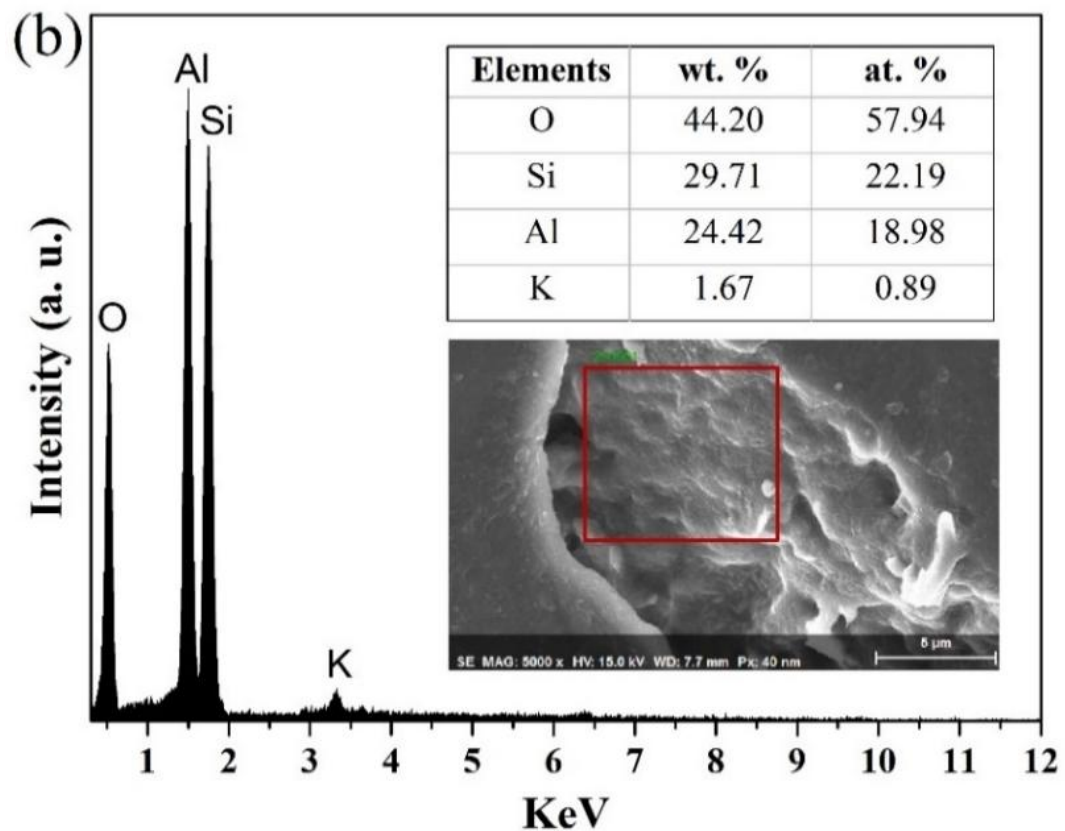 (b)
Al
Si
O
K
Elements wt. % at. %
O 44.20 57.94
Si 29.71 22.19
Al 24.42 18.98
K 1.67 0.89
5 µm
SE MAG: 5000 x HV: 15.0 kV WD: 7.7 mm Px: 40 nm
Intensity (a. u.)
1 2 3 4 5 6 7 8 9 10 11 12
KeV